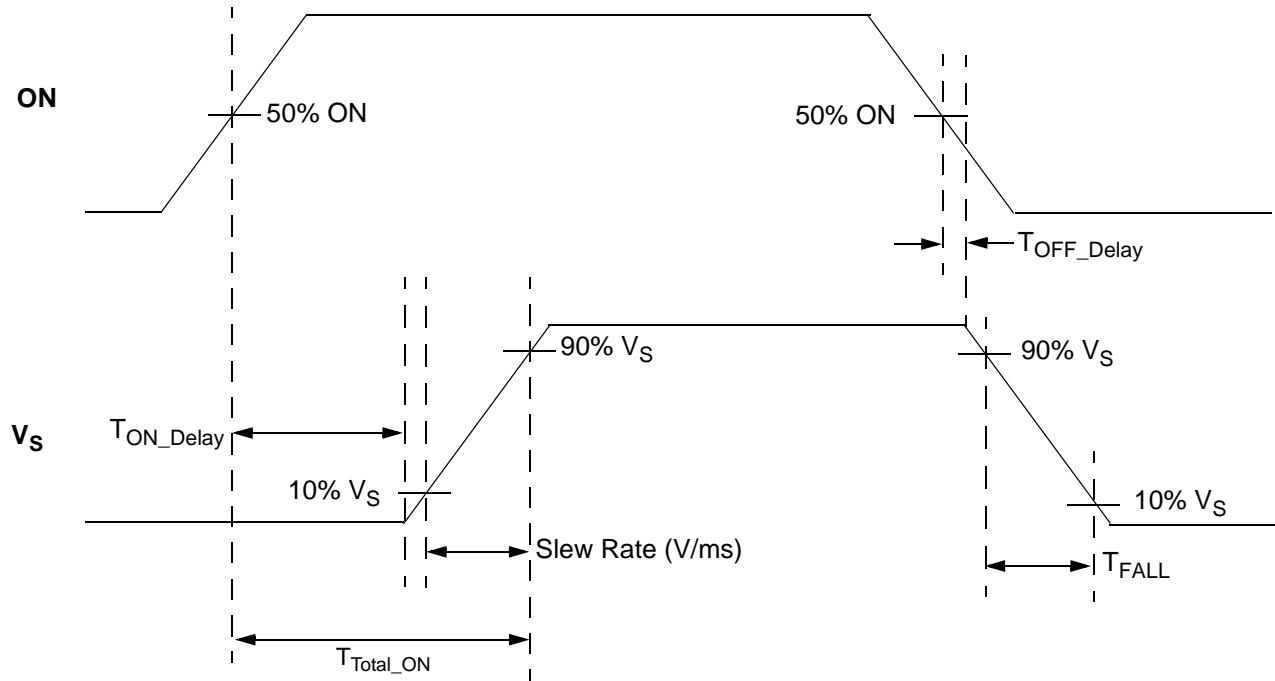 ON
50% ON
50% ON
TOFF_Delay
90% VS
90% VS
VS
TON_Delay
10% VS
10% VS
Slew Rate (V/ms)
TFALL
TTotal_ON